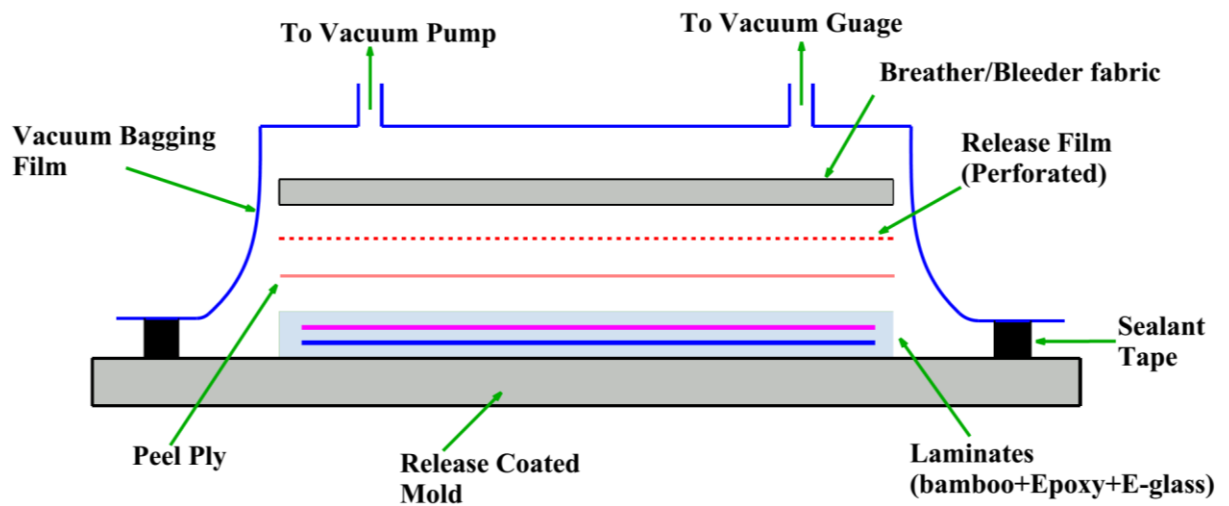 To Vacuum Pump
To Vacuum Guage
Breather/Bleeder fabric
Vacuum Bagging
Film
Release Film
(Perforated)
Sealant
Tape
Peel Ply
Release Coated
Mold
Laminates
(bamboo+Epoxy+E-glass)